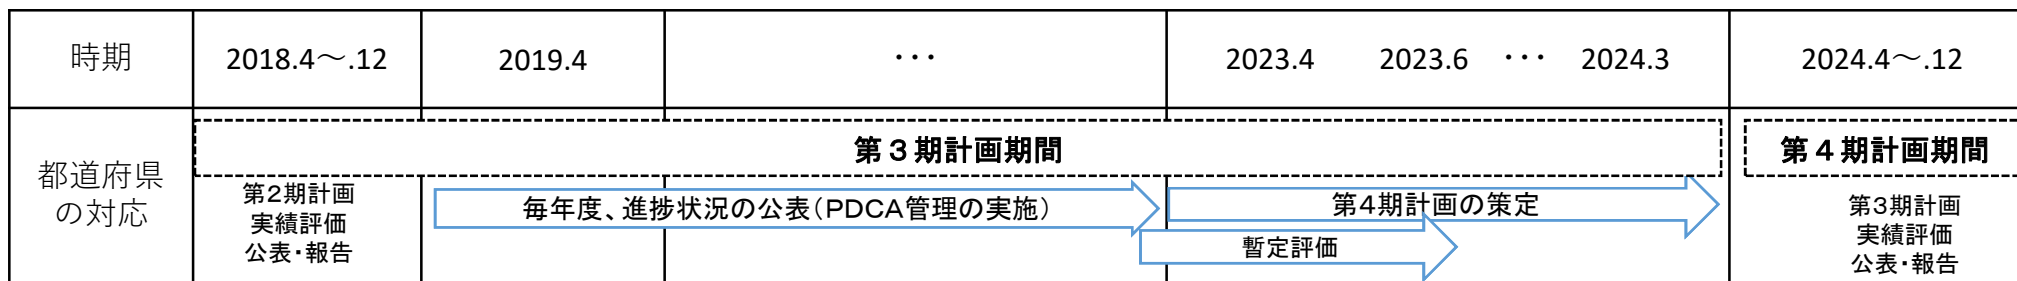 時期
2018.4～.12
2019.4
・・・
2023.4 2023.6 ・・・ 2024.3
2024.4～.12
都道府県
の対応
第３期計画期間
第４期計画期間
第2期計画
実績評価
公表・報告
毎年度、進捗状況の公表（PDCA管理の実施）
第4期計画の策定
暫定評価
第3期計画
実績評価
公表・報告